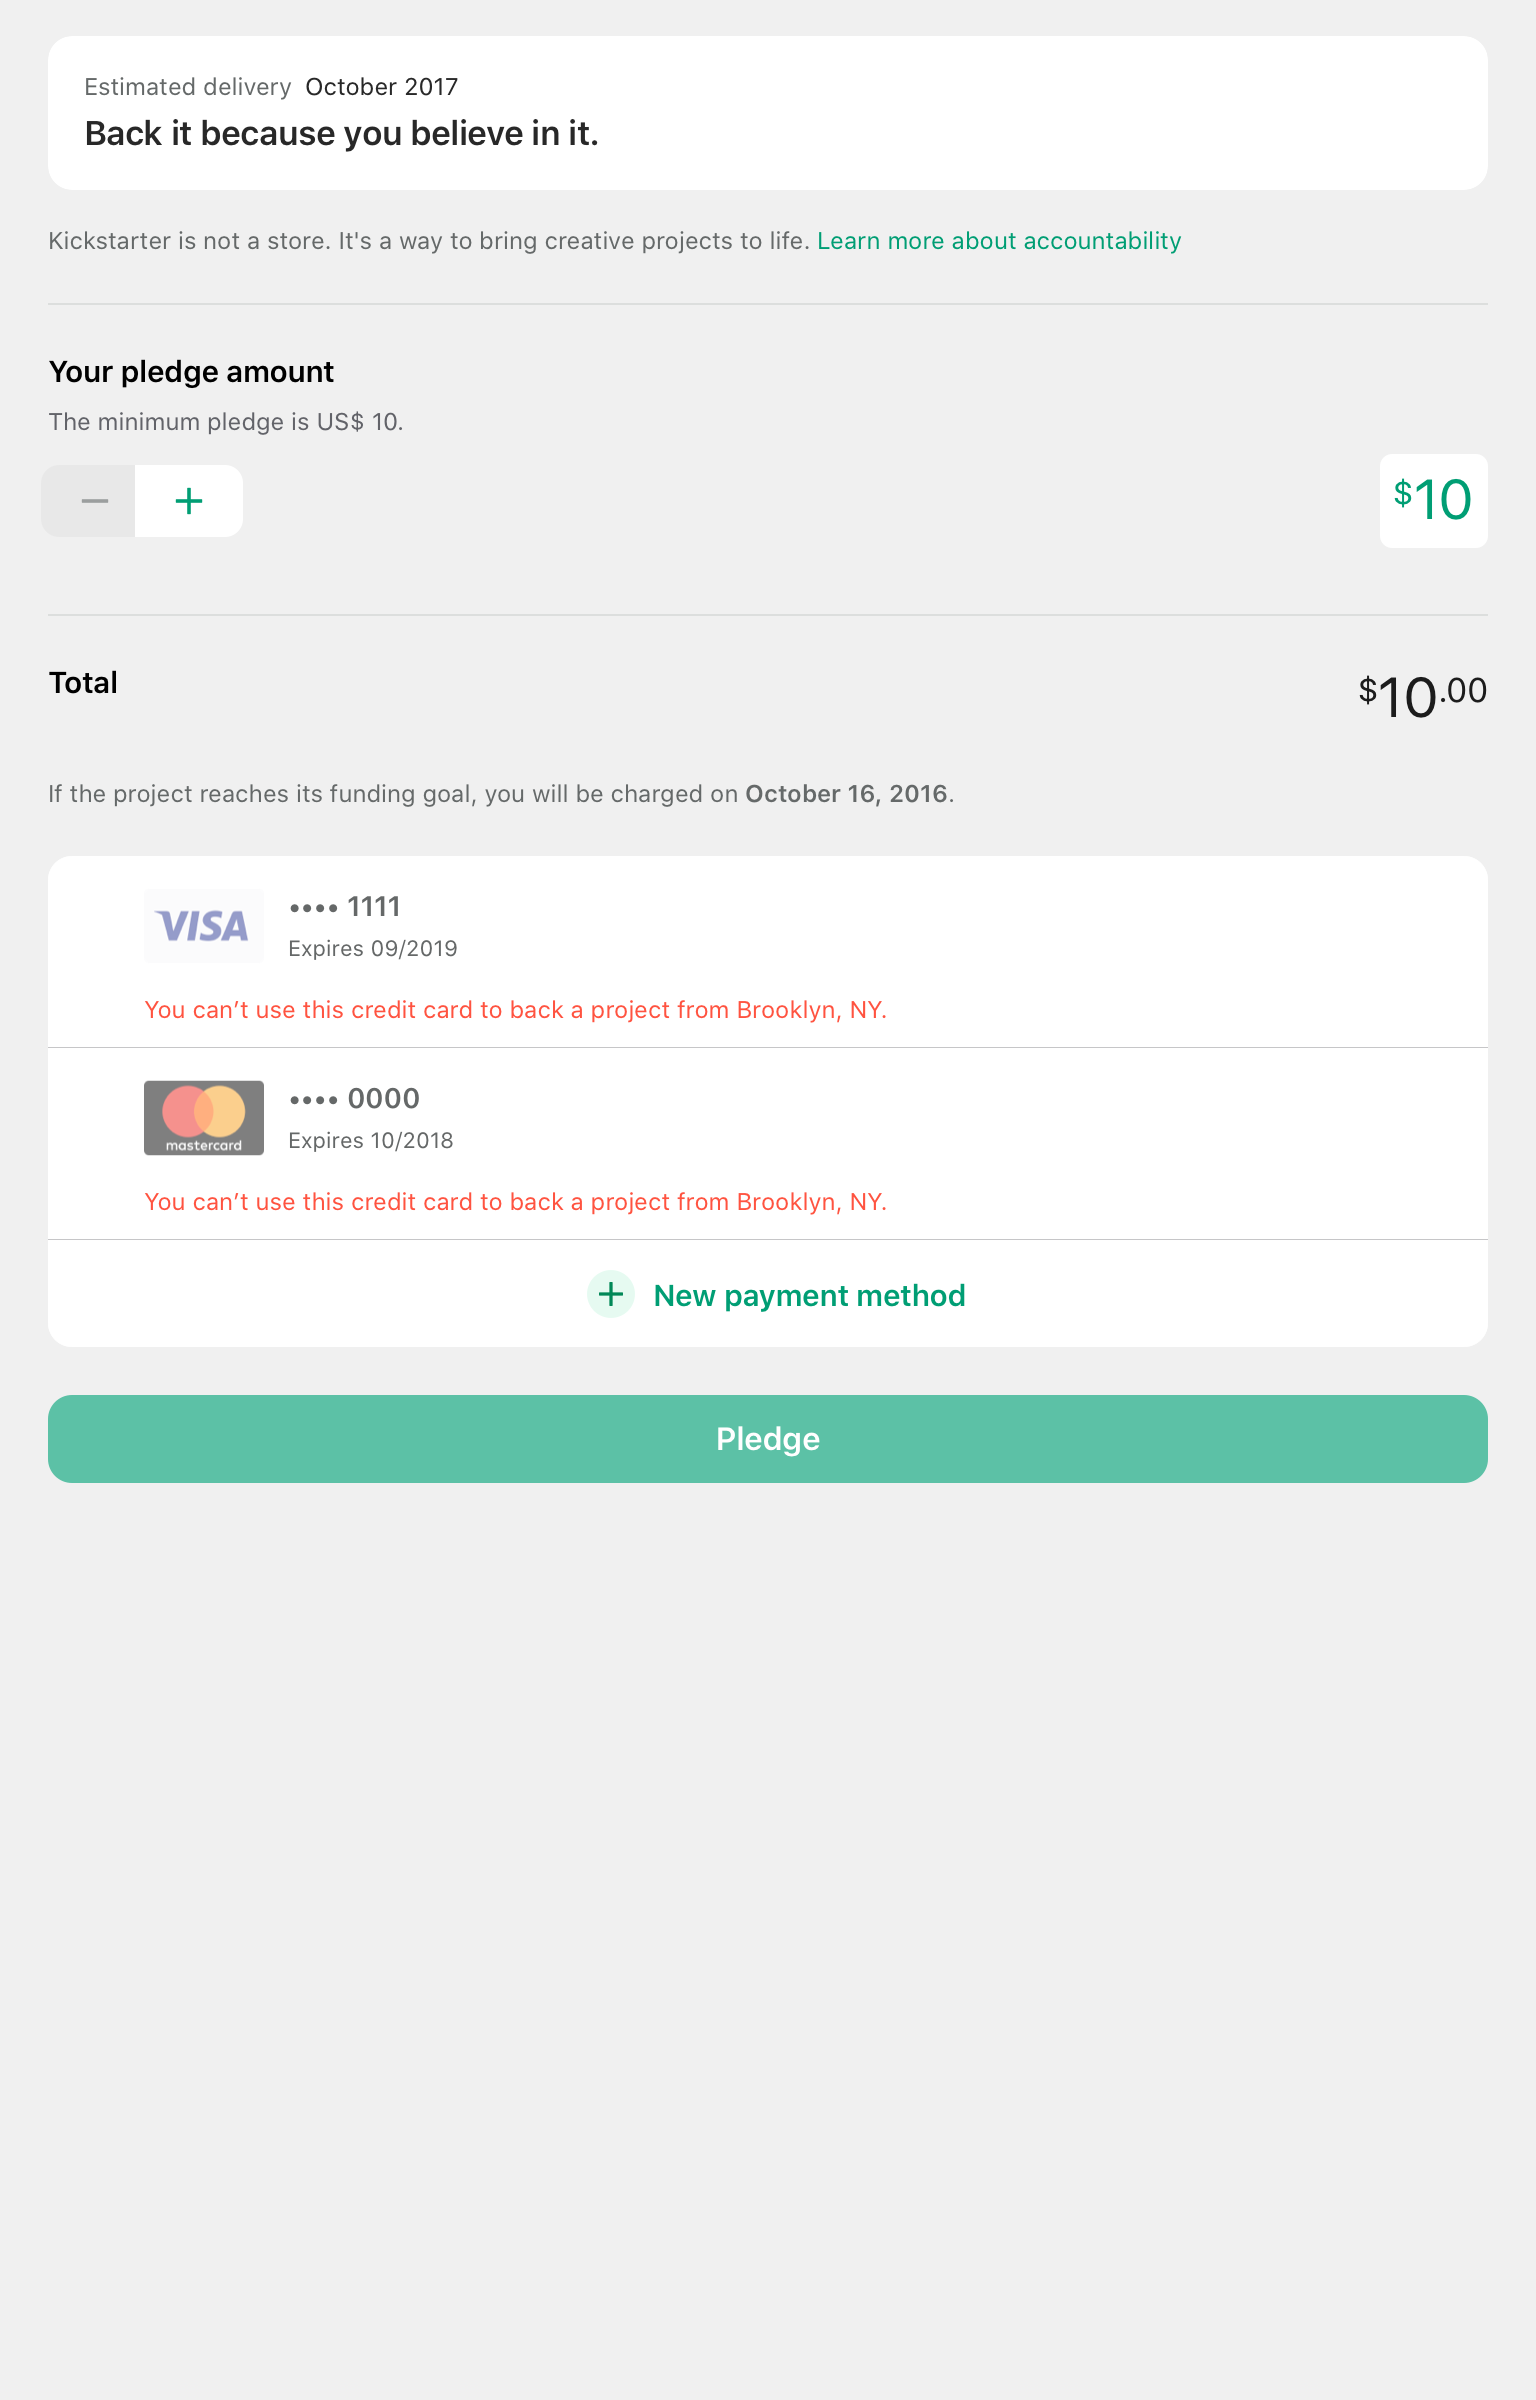 Estimated delivery October 2017
Back it because you believe in it.
Kickstarter is not a store. It's a way to bring creative projects to life. Learn more about accountability
Your pledge amount
The minimum pledge is US$ 10.
− +
$10
Total
$10.00
If the project reaches its funding goal, you will be charged on October 16, 2016.
VISA
•••• 1111
Expires 09/2019
You can’t use this credit card to back a project from Brooklyn, NY.
mastercard
•••• 0000
Expires 10/2018
You can’t use this credit card to back a project from Brooklyn, NY.
+ New payment method
Pledge